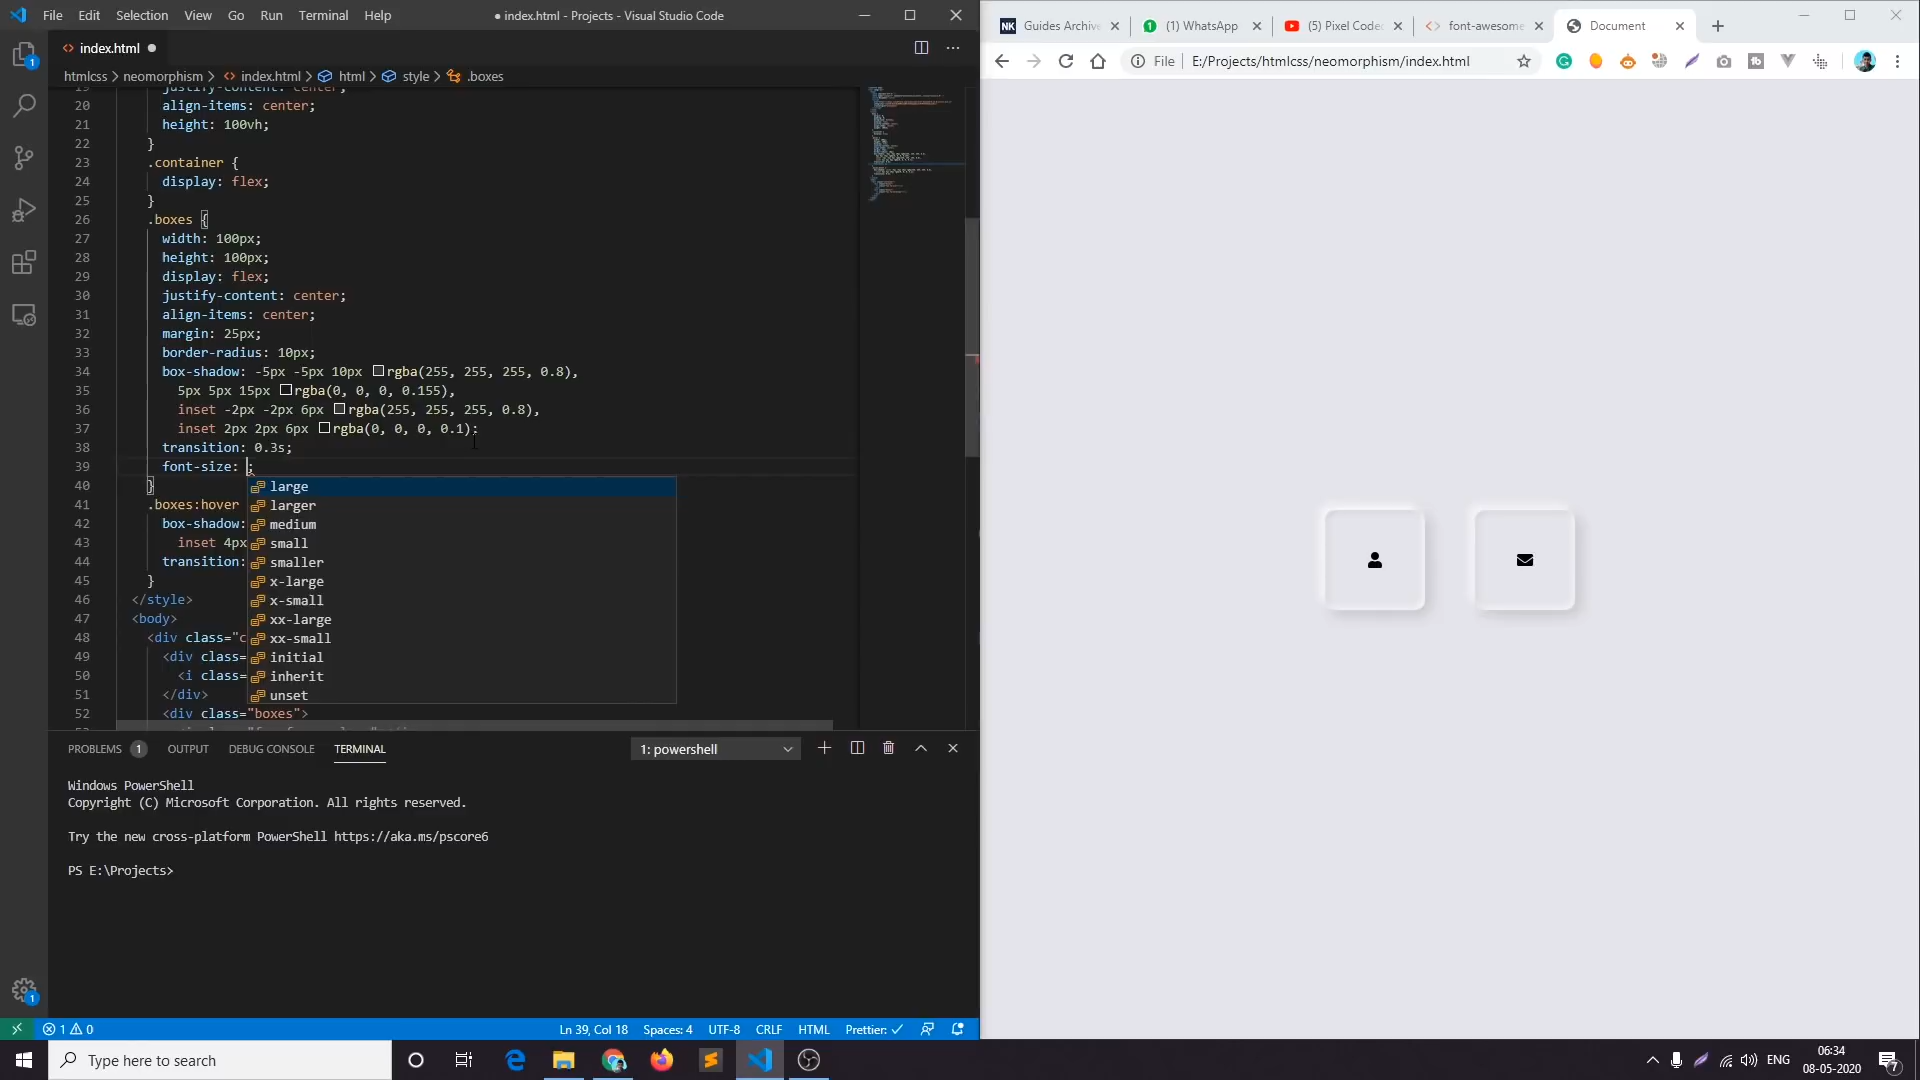 File Edit Selection View Go Run Terminal Help
● index.html - Projects - Visual Studio Code
index.html ●
htmlcss > neomorphism > index.html > html > style > .boxes
20 align-items: center;
21 height: 100vh;
22 }
23 .container {
24 display: flex;
25 }
26 .boxes {
27 width: 100px;
28 height: 100px;
29 display: flex;
30 justify-content: center;
31 align-items: center;
32 margin: 25px;
33 border-radius: 10px;
34 box-shadow: -5px -5px 10px rgba(255, 255, 255, 0.8),
35 5px 5px 15px rgba(0, 0, 0, 0.155),
36 inset -2px -2px 6px rgba(255, 255, 255, 0.8),
37 inset 2px 2px 6px rgba(0, 0, 0, 0.1);
38 transition: 0.3s;
39 font-size: ;
40 }
41 .boxes:hover
42 box-shadow:
43 inset 4px
44 transition:
45 }
46 </style>
47 <body>
48 <div class="c
49 <div class=
50 <i class=
51 </div>
52 <div class="boxes">
large
larger
medium
small
smaller
x-large
x-small
xx-large
xx-small
initial
inherit
unset
PROBLEMS 1 OUTPUT DEBUG CONSOLE TERMINAL
1: powershell
Windows PowerShell
Copyright (C) Microsoft Corporation. All rights reserved.
Try the new cross-platform PowerShell https://aka.ms/pscore6
PS E:\Projects>
1 0
Ln 39, Col 18 Spaces: 4 UTF-8 CRLF HTML Prettier: ✓
Guides Archive
(1) WhatsApp
(5) Pixel Codec
font-awesome
Document
File E:/Projects/htmlcss/neomorphism/index.html
Type here to search
ENG
06:34
08-05-2020
7